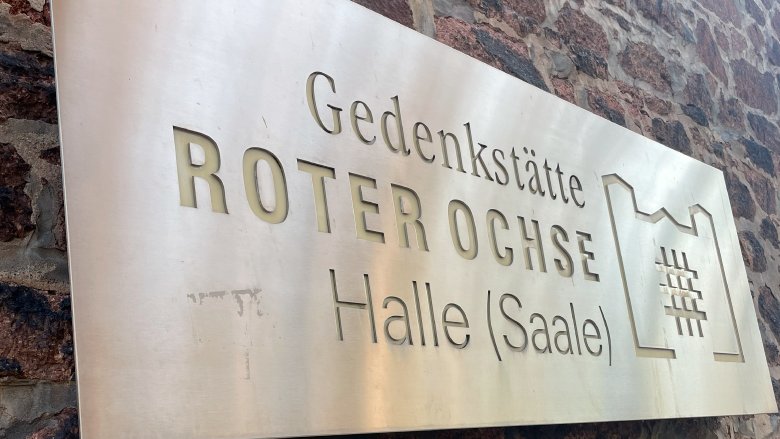 Gedenkstätte
ROTER OCHSE
Halle (Saale)